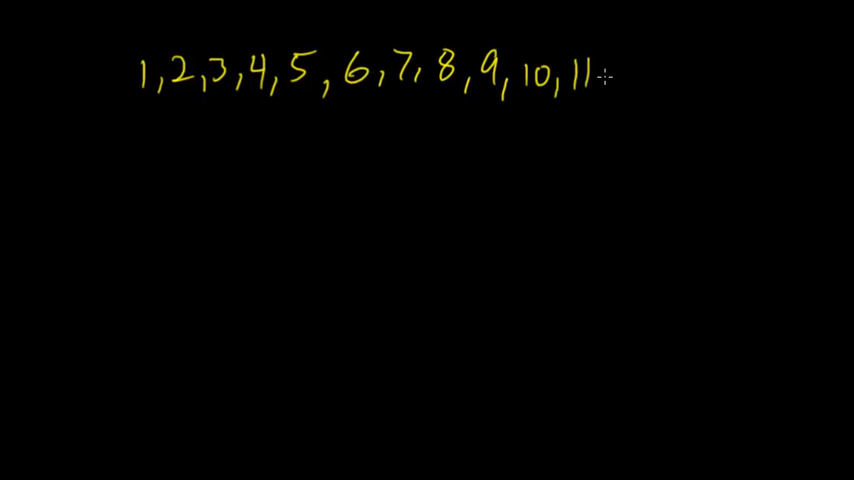 1, 2, 3, 4, 5, 6, 7, 8, 9, 10, 11